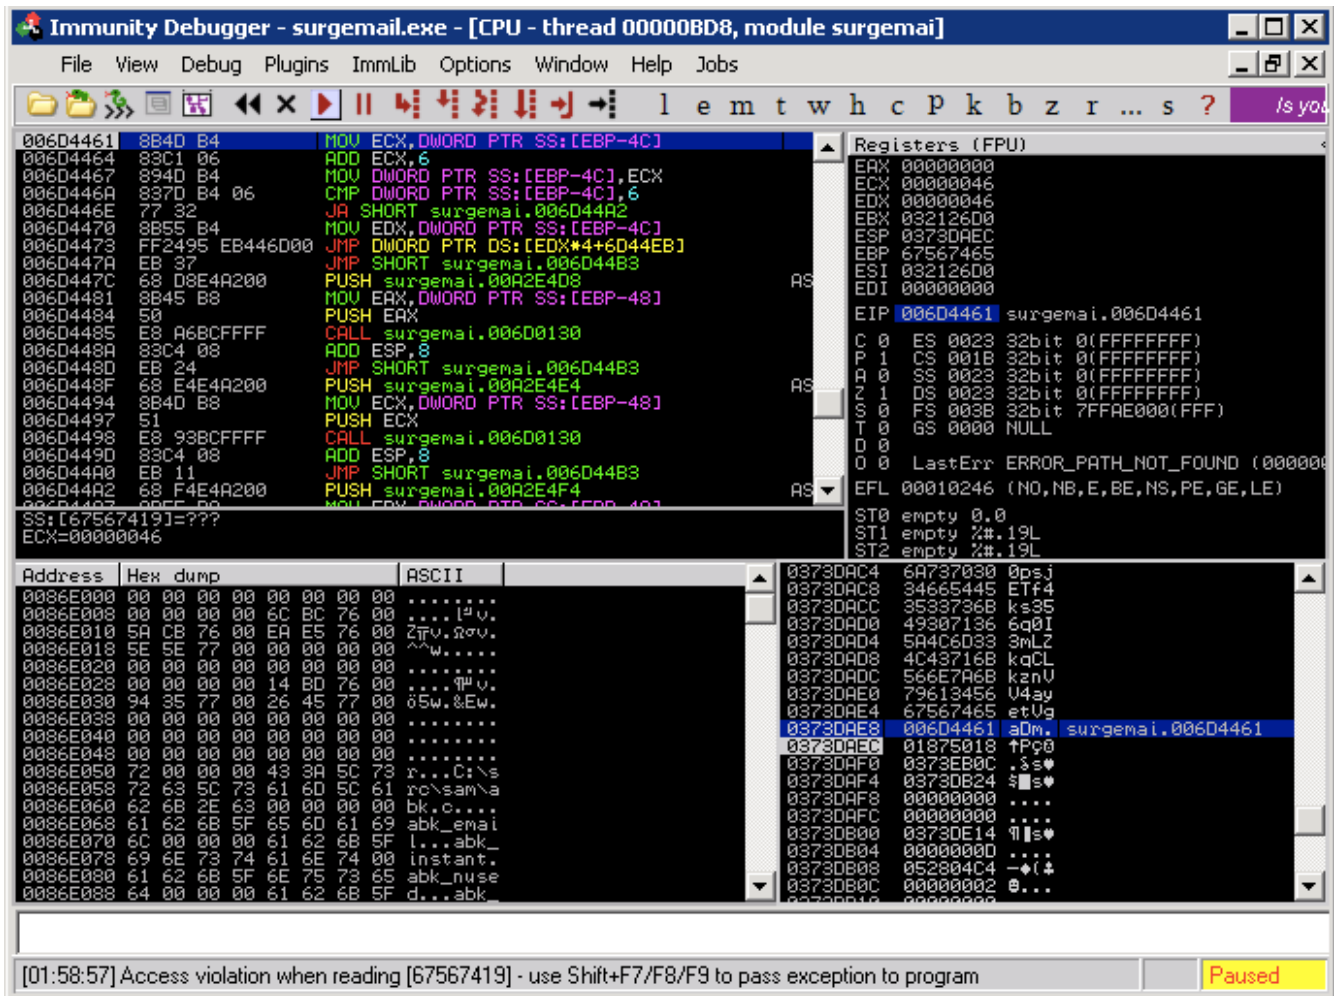 Immunity Debugger - surgemail.exe - [CPU - thread 00000BD8, module surgemai]
File View Debug Plugins ImmLib Options Window Help Jobs
l e m t w h c P k b z r ... s ?
Is you
006D4461 8B4D B4 MOV ECX,DWORD PTR SS:[EBP-4C]
006D4464 83C1 06 ADD ECX,6
006D4467 894D B4 MOV DWORD PTR SS:[EBP-4C],ECX
006D446A 837D B4 06 CMP DWORD PTR SS:[EBP-4C],6
006D446E 77 32 JA SHORT surgemai.006D44A2
006D4470 8B55 B4 MOV EDX,DWORD PTR SS:[EBP-4C]
006D4473 FF2495 EB446D00 JMP DWORD PTR DS:[EDX*4+6D44EB]
006D447A EB 37 JMP SHORT surgemai.006D44B3
006D447C 68 D8E4A200 PUSH surgemai.00A2E4D8 AS
006D4481 8B45 B8 MOV EAX,DWORD PTR SS:[EBP-48]
006D4484 50 PUSH EAX
006D4485 E8 A6BCFFFF CALL surgemai.006D0130
006D448A 83C4 08 ADD ESP,8
006D448D EB 24 JMP SHORT surgemai.006D44B3
006D448F 68 E4E4A200 PUSH surgemai.00A2E4E4 AS
006D4494 8B4D B8 MOV ECX,DWORD PTR SS:[EBP-48]
006D4497 51 PUSH ECX
006D4498 E8 93BCFFFF CALL surgemai.006D0130
006D449D 83C4 08 ADD ESP,8
006D44A0 EB 11 JMP SHORT surgemai.006D44B3
006D44A2 68 F4E4A200 PUSH surgemai.00A2E4F4 AS
SS:[67567419]=???
ECX=00000046
Registers (FPU)
EAX 00000000
ECX 00000046
EDX 00000046
EBX 032126D0
ESP 0373DAEC
EBP 67567465
ESI 032126D0
EDI 00000000
EIP 006D4461 surgemai.006D4461
C 0 ES 0023 32bit 0(FFFFFFFF)
P 1 CS 001B 32bit 0(FFFFFFFF)
A 0 SS 0023 32bit 0(FFFFFFFF)
Z 1 DS 0023 32bit 0(FFFFFFFF)
S 0 FS 003B 32bit 7FFAE000(FFF)
T 0 GS 0000 NULL
D 0
O 0 LastErr ERROR_PATH_NOT_FOUND (000000
EFL 00010246 (NO,NB,E,BE,NS,PE,GE,LE)
ST0 empty 0.0
ST1 empty %#.19L
ST2 empty %#.19L
Address Hex dump ASCII
0086E000 00 00 00 00 00 00 00 00 ........
0086E008 00 00 00 00 6C BC 76 00 ....l╝v.
0086E010 5A CB 76 00 EA E5 76 00 Z╦v.Ωσv.
0086E018 5E 5E 77 00 00 00 00 00 ^^w.....
0086E020 00 00 00 00 00 00 00 00 ........
0086E028 00 00 00 00 14 BD 76 00 ....¶╜v.
0086E030 94 35 77 00 26 45 77 00 ö5w.&Ew.
0086E038 00 00 00 00 00 00 00 00 ........
0086E040 00 00 00 00 00 00 00 00 ........
0086E048 00 00 00 00 00 00 00 00 ........
0086E050 72 00 00 00 43 3A 5C 73 r...C:\s
0086E058 72 63 5C 73 61 6D 5C 61 rc\sam\a
0086E060 62 6B 2E 63 00 00 00 00 bk.c....
0086E068 61 62 6B 5F 65 6D 61 69 abk_emai
0086E070 6C 00 00 00 61 62 6B 5F l...abk_
0086E078 69 6E 73 74 61 6E 74 00 instant.
0086E080 61 62 6B 5F 6E 75 73 65 abk_nuse
0086E088 64 00 00 00 61 62 6B 5F d...abk_
0373DAC4 6A737030 0psj
0373DAC8 34665445 ETf4
0373DACC 3533736B ks35
0373DAD0 49307136 6q0I
0373DAD4 5A4C6D33 3mLZ
0373DAD8 4C43716B kqCL
0373DADC 566E7A6B kznV
0373DAE0 79613456 V4ay
0373DAE4 67567465 etVg
0373DAE8 006D4461 aDm. surgemai.006D4461
0373DAEC 01875018 ↑Pç☺
0373DAF0 0373EB0C .δs♥
0373DAF4 0373DB24 $█s♥
0373DAF8 00000000 ....
0373DAFC 00000000 ....
0373DB00 0373DE14 ¶▐s♥
0373DB04 0000000D ....
0373DB08 052804C4 ─♦(♣
0373DB0C 00000002 ☻...
[01:58:57] Access violation when reading [67567419] - use Shift+F7/F8/F9 to pass exception to program
Paused